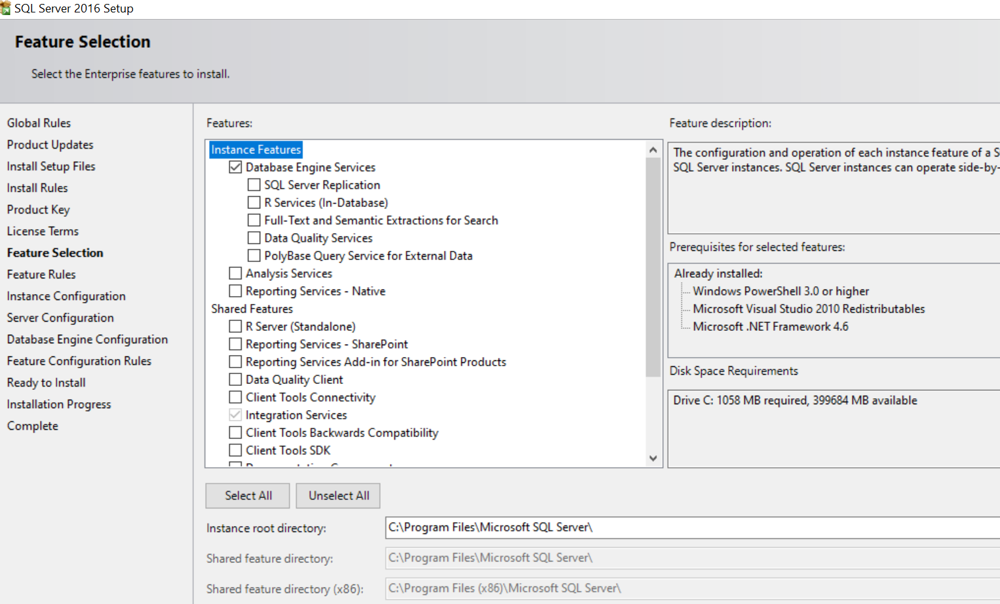 SQL Server 2016 Setup
Feature Selection
Select the Enterprise features to install.
Global Rules
Product Updates
Install Setup Files
Install Rules
Product Key
License Terms
Feature Selection
Feature Rules
Instance Configuration
Server Configuration
Database Engine Configuration
Feature Configuration Rules
Ready to Install
Installation Progress
Complete
Features:
Instance Features
Database Engine Services
SQL Server Replication
R Services (In-Database)
Full-Text and Semantic Extractions for Search
Data Quality Services
PolyBase Query Service for External Data
Analysis Services
Reporting Services - Native
Shared Features
R Server (Standalone)
Reporting Services - SharePoint
Reporting Services Add-in for SharePoint Products
Data Quality Client
Client Tools Connectivity
Integration Services
Client Tools Backwards Compatibility
Client Tools SDK
Select All
Unselect All
Feature description:
The configuration and operation of each instance feature of a S
SQL Server instances. SQL Server instances can operate side-by-
Prerequisites for selected features:
Already installed:
Windows PowerShell 3.0 or higher
Microsoft Visual Studio 2010 Redistributables
Microsoft .NET Framework 4.6
Disk Space Requirements
Drive C: 1058 MB required, 399684 MB available
Instance root directory: C:\Program Files\Microsoft SQL Server\
Shared feature directory: C:\Program Files\Microsoft SQL Server\
Shared feature directory (x86): C:\Program Files (x86)\Microsoft SQL Server\